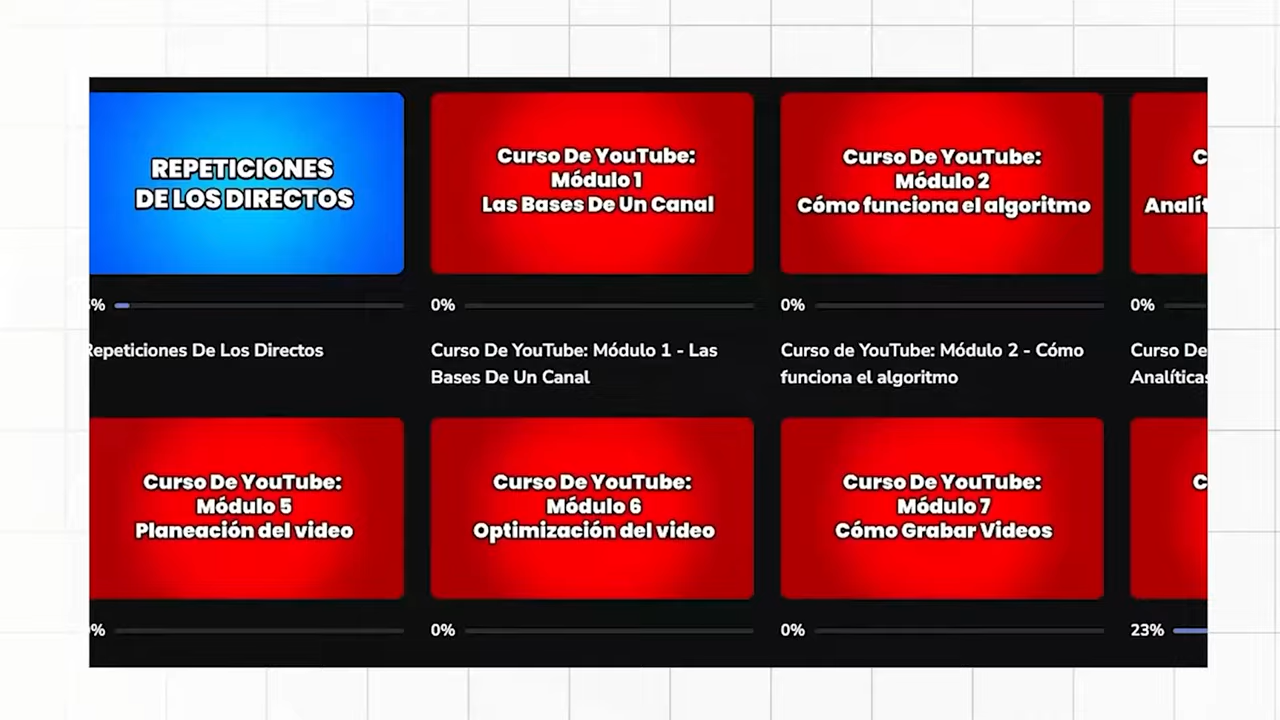 REPETICIONES
DE LOS DIRECTOS
Curso De YouTube:
Módulo 1
Las Bases De Un Canal
Curso De YouTube:
Módulo 2
Cómo funciona el algoritmo
0%
0%
0%
Repeticiones De Los Directos
Curso De YouTube: Módulo 1 - Las
Bases De Un Canal
Curso de YouTube: Módulo 2 - Cómo
funciona el algoritmo
Curso De
Analíticas
Curso De YouTube:
Módulo 5
Planeación del video
Curso De YouTube:
Módulo 6
Optimización del video
Curso De YouTube:
Módulo 7
Cómo Grabar Videos
0%
0%
23%